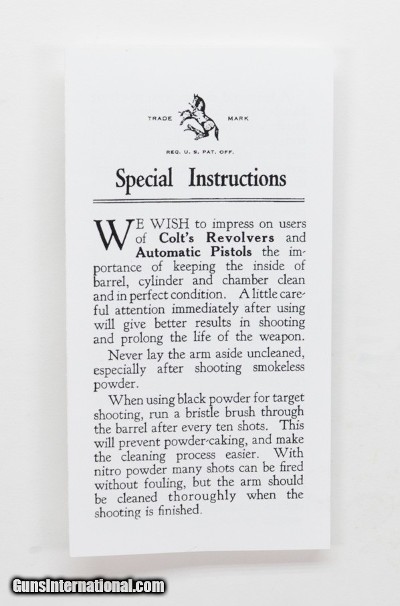 TRADE MARK
REG. U. S. PAT. OFF.
Special Instructions
WE WISH to impress on users
of Colt's Revolvers and
Automatic Pistols the im-
portance of keeping the inside of
barrel, cylinder and chamber clean
and in perfect condition. A little care-
ful attention immediately after using
will give better results in shooting
and prolong the life of the weapon.
Never lay the arm aside uncleaned,
especially after shooting smokeless
powder.
When using black powder for target
shooting, run a bristle brush through
the barrel after every ten shots. This
will prevent powder-caking, and make
the cleaning process easier. With
nitro powder many shots can be fired
without fouling, but the arm should
be cleaned thoroughly when the
shooting is finished.
GunsInternational.com